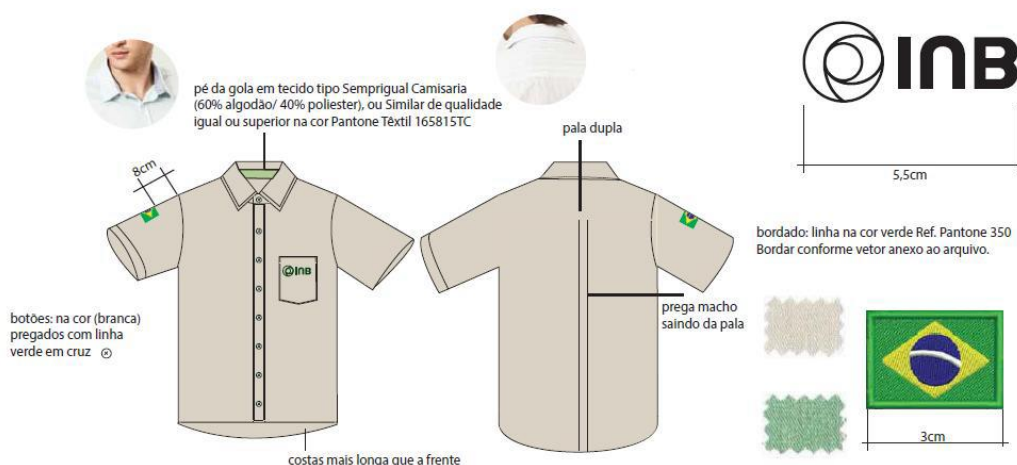 pé da gola em tecido tipo Semprigual Camisaria
(60% algodão/ 40% poliester), ou Similar de qualidade
igual ou superior na cor Pantone Têxtil 165815TC
pala dupla
INB
5,5cm
8cm
bordado: linha na cor verde Ref. Pantone 350
Bordar conforme vetor anexo ao arquivo.
INB
botões: na cor (branca)
pregados com linha
verde em cruz
prega macho
saindo da pala
costas mais longa que a frente
3cm